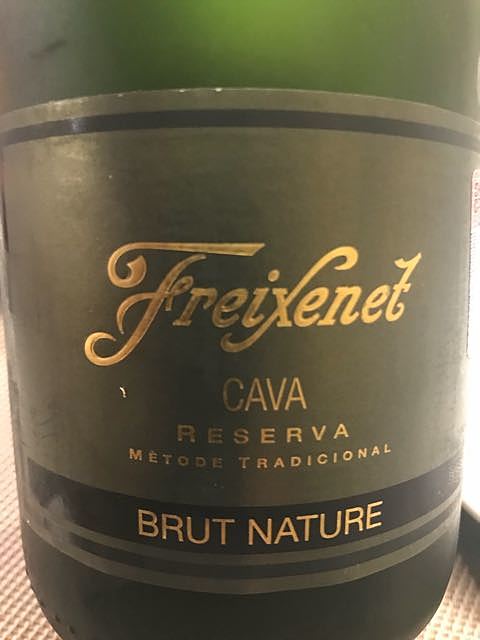 Freixenet
CAVA
RESERVA
MÈTODE TRADICIONAL
BRUT NATURE